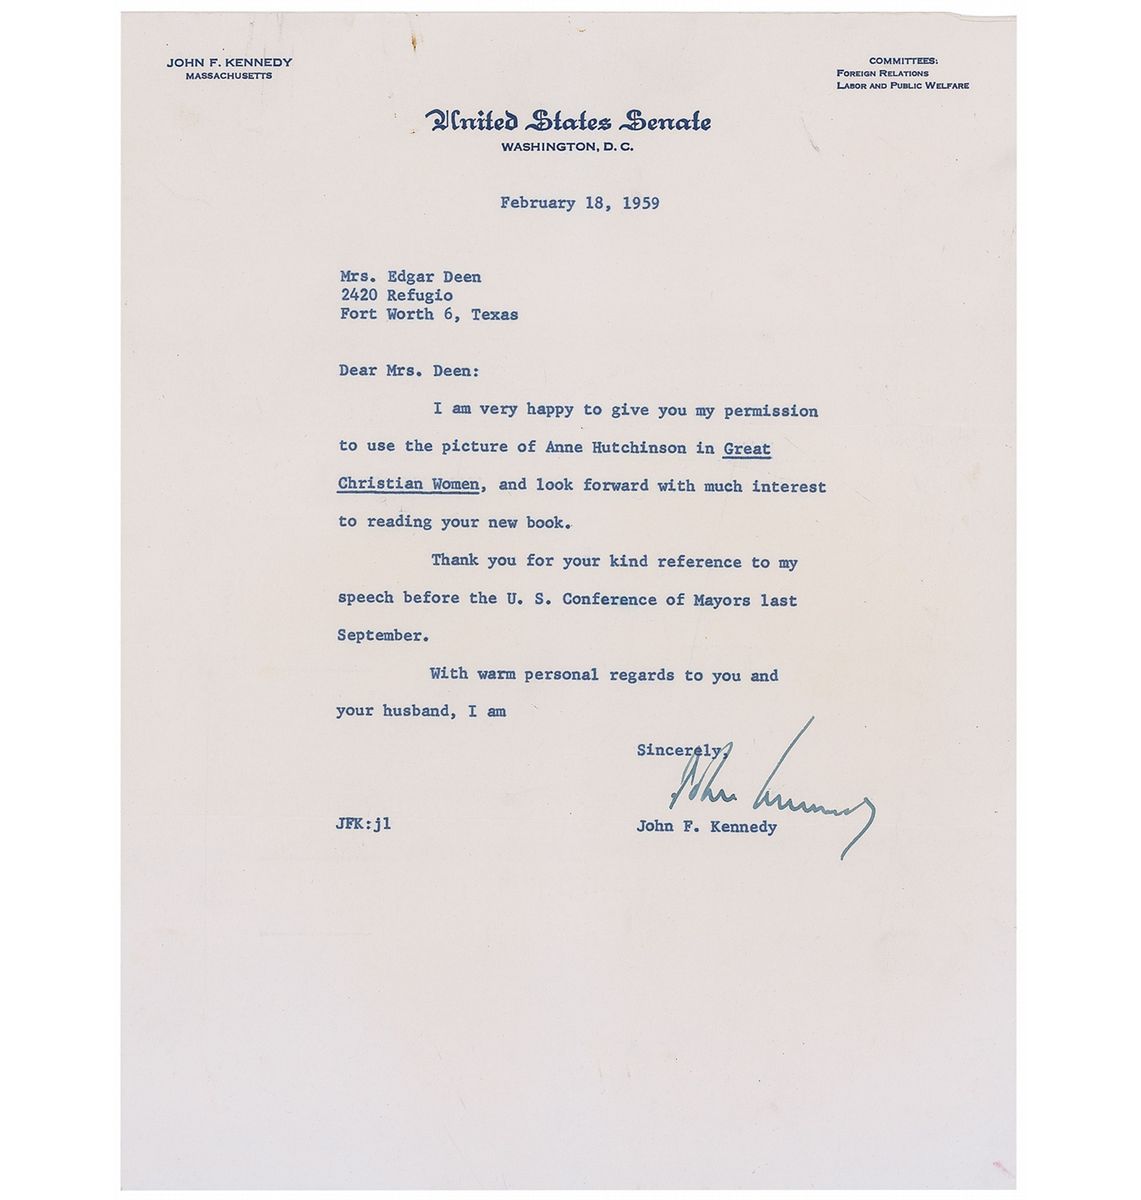 JOHN F. KENNEDY
MASSACHUSETTS
COMMITTEES:
FOREIGN RELATIONS
LABOR AND PUBLIC WELFARE
United States Senate
WASHINGTON, D. C.
February 18, 1959
Mrs. Edgar Deen
2420 Refugio
Fort Worth 6, Texas
Dear Mrs. Deen:
I am very happy to give you my permission
to use the picture of Anne Hutchinson in Great
Christian Women, and look forward with much interest
to reading your new book.
Thank you for your kind reference to my
speech before the U. S. Conference of Mayors last
September.
With warm personal regards to you and
your husband, I am
Sincerely,
John Kennedy
John F. Kennedy
JFK:jl